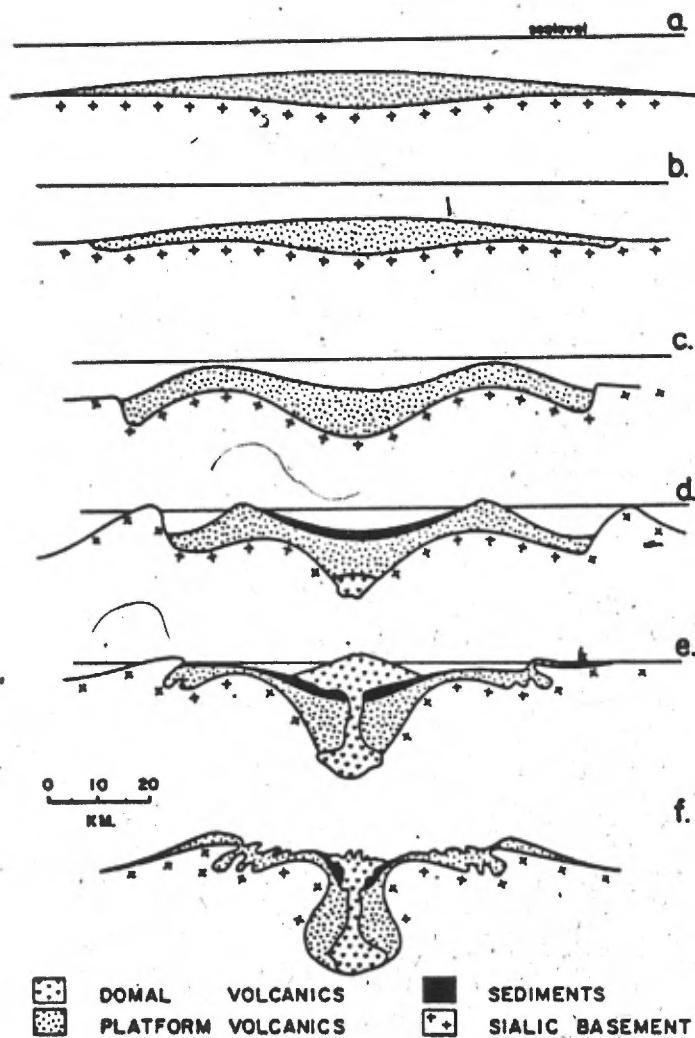 a.
sealevel
b.
c.
d.
e.
0 10 20
KM.
f.
DOMAL VOLCANICS
SEDIMENTS
PLATFORM VOLCANICS
SIALIC BASEMENT